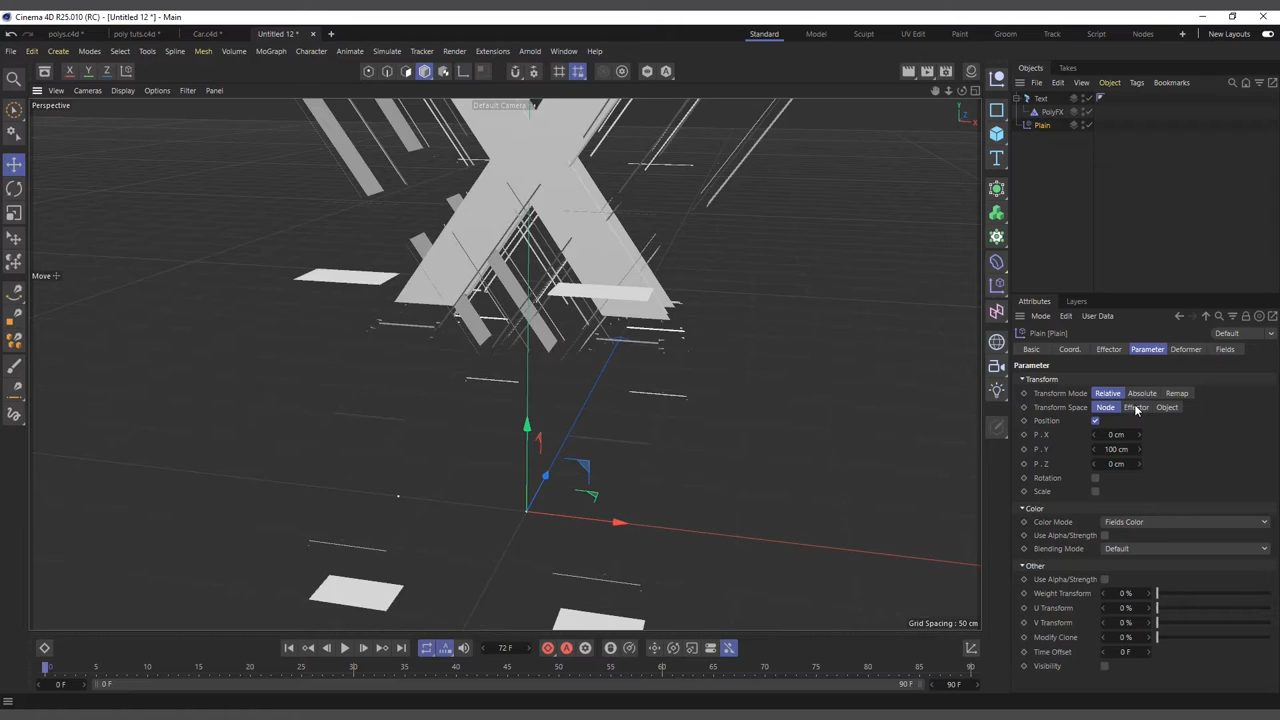 Cinema 4D R25.010 (RC) - [Untitled 12 *] - Main
polys.c4d * poly tuts.c4d * Car.c4d * Untitled 12 * Standard Model Sculpt UV Edit Paint Groom Track Script Nodes New Layouts
File Edit Create Modes Select Tools Spline Mesh Volume MoGraph Character Animate Simulate Tracker Render Extensions Arnold Window Help
X Y Z
Objects Takes
File Edit View Object Tags Bookmarks
View Cameras Display Options Filter Panel
Perspective
Default Camera
Text
PolyFX
Plain
Move
Attributes Layers
Mode Edit User Data
Plain [Plain] Default
Basic Coord. Effector Parameter Deformer Fields
Parameter
Transform
Transform Mode Relative Absolute Remap
Transform Space Node Effector Object
Position
P . X 0 cm
P . Y 100 cm
P . Z 0 cm
Rotation
Scale
Color
Color Mode Fields Color
Use Alpha/Strength
Blending Mode Default
Other
Use Alpha/Strength
Weight Transform 0 %
U Transform 0 %
V Transform 0 %
Modify Clone 0 %
Time Offset 0 F
Visibility
Grid Spacing : 50 cm
72 F
0 5 10 15 20 25 30 35 40 45 50 55 60 65 70 75 80 85 90
0 F 0 F 90 F 90 F